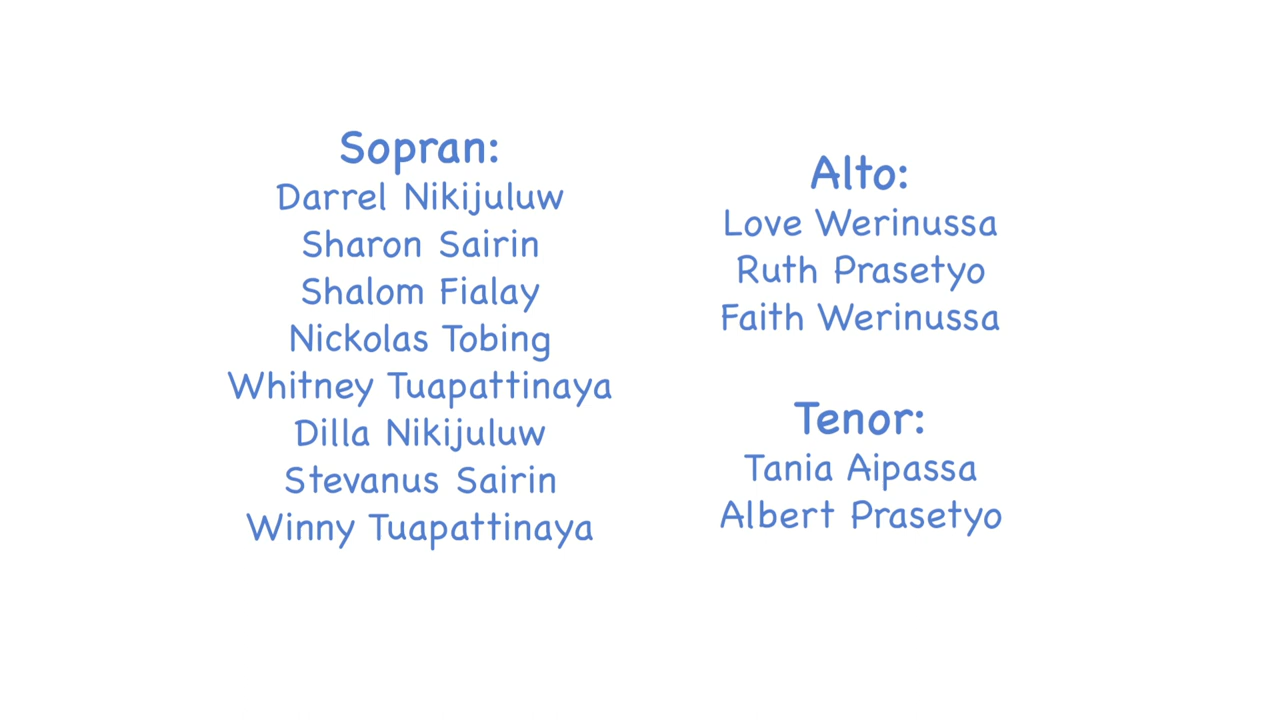 Sopran:
Darrel Nikijuluw
Sharon Sairin
Shalom Fialay
Nickolas Tobing
Whitney Tuapattinaya
Dilla Nikijuluw
Stevanus Sairin
Winny Tuapattinaya
Alto:
Love Werinussa
Ruth Prasetyo
Faith Werinussa
Tenor:
Tania Aipassa
Albert Prasetyo